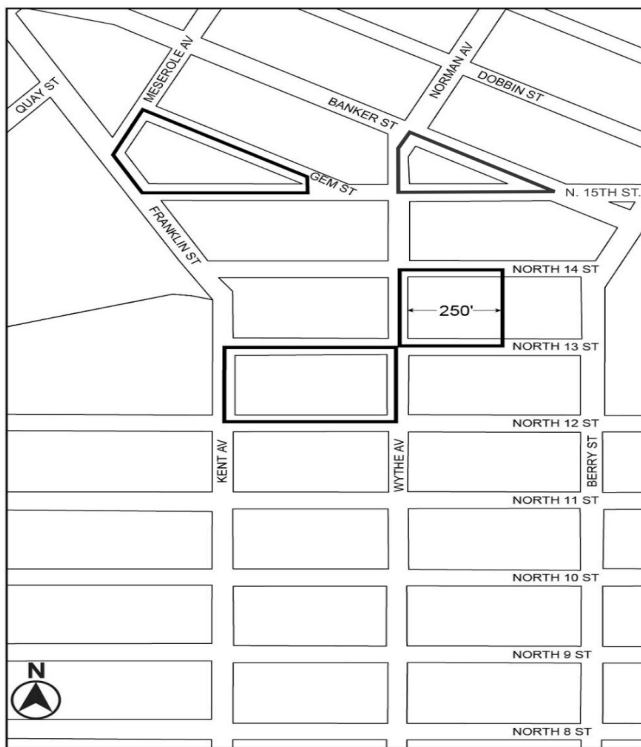 MESEROLE AV
NORMAN AV
QUAY ST
BANKER ST
DOBBIN ST
GEM ST
N. 15TH ST.
FRANKLIN ST
NORTH 14 ST
250'
NORTH 13 ST
NORTH 12 ST
KENT AV
WYTHE AV
BERRY ST
NORTH 11 ST
NORTH 10 ST
NORTH 9 ST
N
NORTH 8 ST